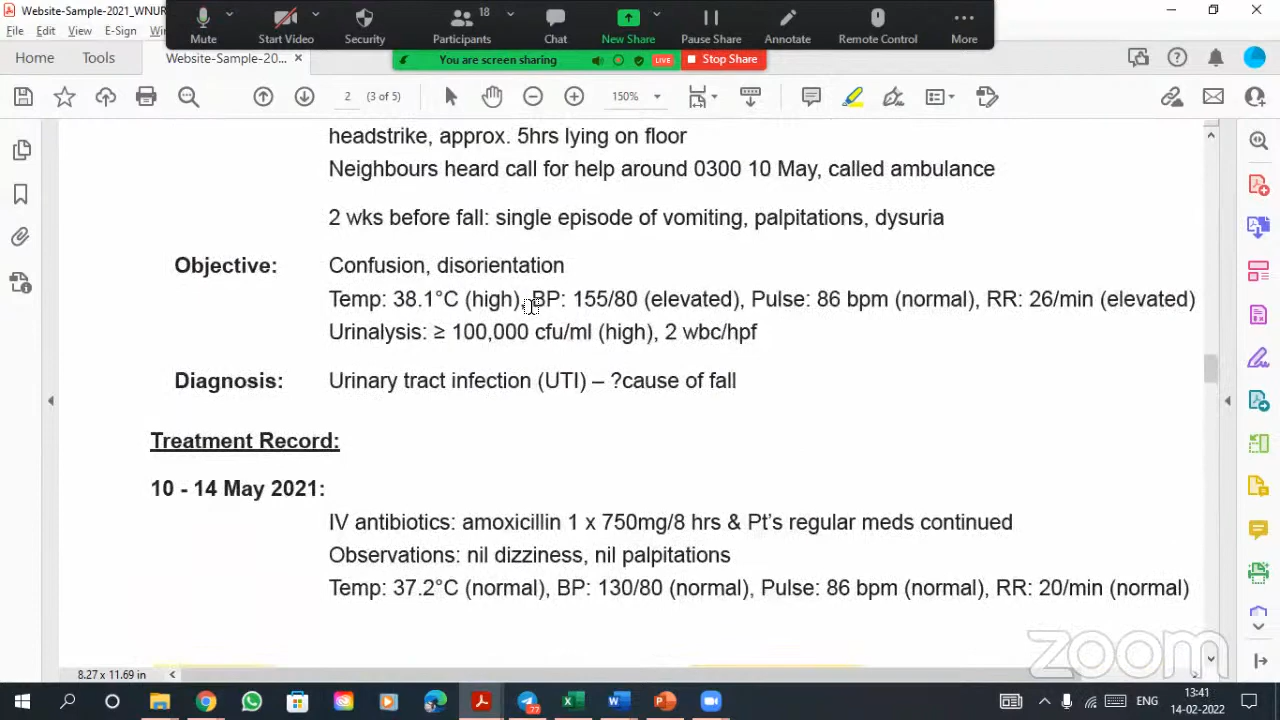 Website-Sample-2021_WNUR
File Edit View E-Sign Wi
Mute Start Video Security Participants 18 Chat New Share Pause Share Annotate Remote Control More
You are screen sharing LIVE Stop Share
Home Tools Website-Sample-20...
2 (3 of 5) 150%
headstrike, approx. 5hrs lying on floor
Neighbours heard call for help around 0300 10 May, called ambulance
2 wks before fall: single episode of vomiting, palpitations, dysuria
Objective: Confusion, disorientation
Temp: 38.1°C (high), BP: 155/80 (elevated), Pulse: 86 bpm (normal), RR: 26/min (elevated)
Urinalysis: ≥ 100,000 cfu/ml (high), 2 wbc/hpf
Diagnosis: Urinary tract infection (UTI) – ?cause of fall
Treatment Record:
10 - 14 May 2021:
IV antibiotics: amoxicillin 1 x 750mg/8 hrs & Pt's regular meds continued
Observations: nil dizziness, nil palpitations
Temp: 37.2°C (normal), BP: 130/80 (normal), Pulse: 86 bpm (normal), RR: 20/min (normal)
zoom
8.27 x 11.69 in
ENG 13:41
14-02-2022